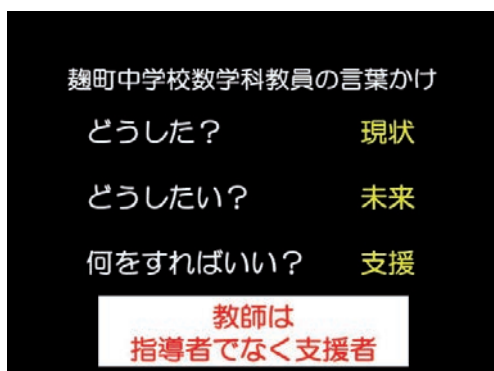 麹町中学校数学科教員の言葉かけ
どうした？ 現状
どうしたい？ 未来
何をすればいい？ 支援
教師は
指導者でなく支援者